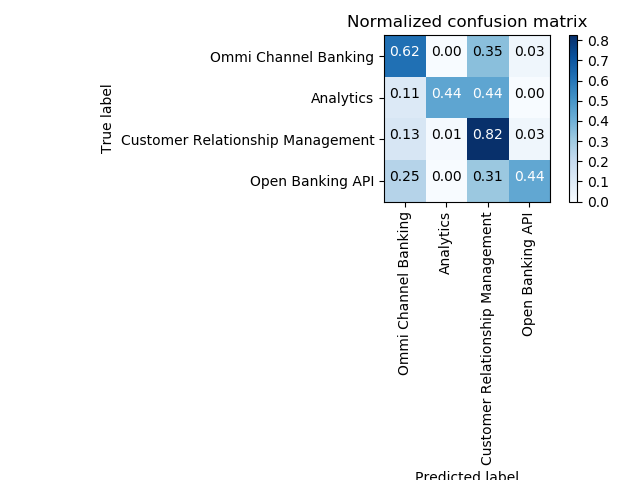 Normalized confusion matrix
True label
Ommi Channel Banking 0.62 0.00 0.35 0.03
Analytics 0.11 0.44 0.44 0.00
Customer Relationship Management 0.13 0.01 0.82 0.03
Open Banking API 0.25 0.00 0.31 0.44
0.8
0.7
0.6
0.5
0.4
0.3
0.2
0.1
0.0
Ommi Channel Banking
Analytics
Customer Relationship Management
Open Banking API
Predicted label